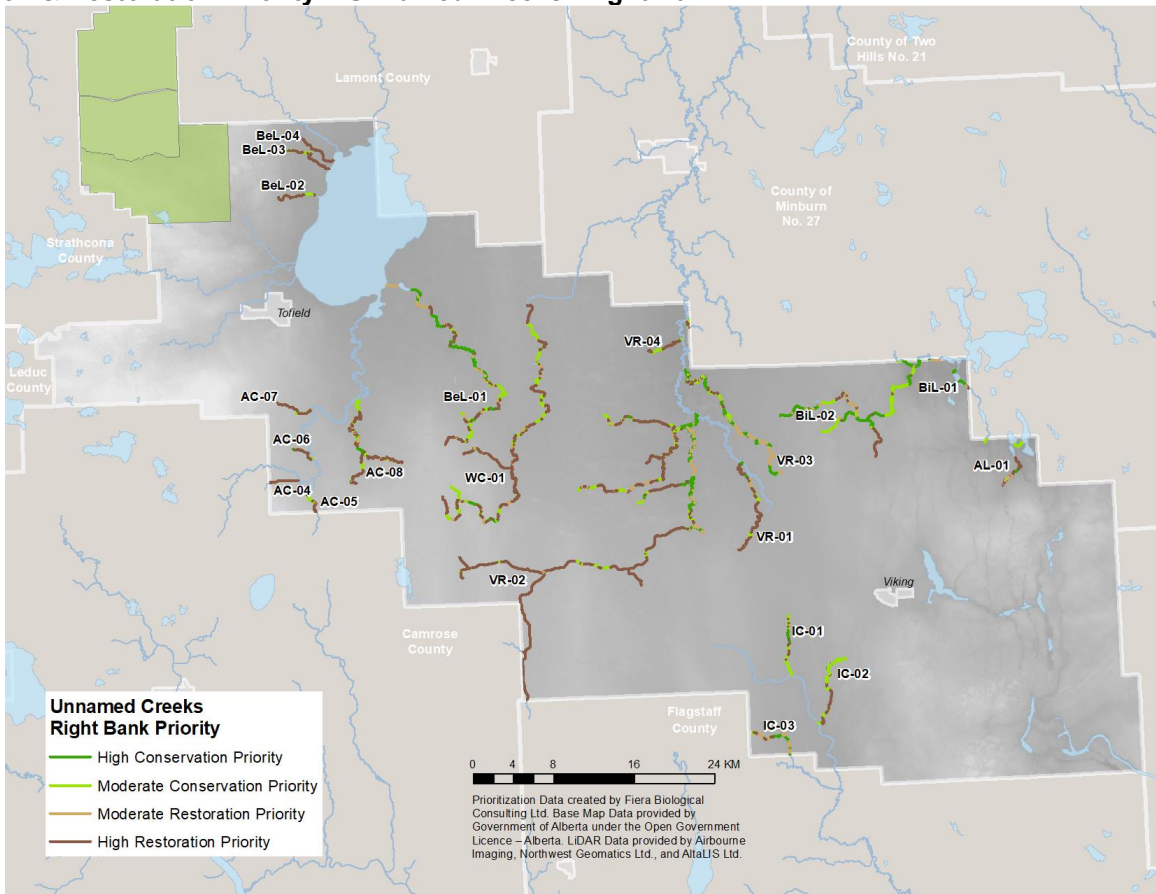 Lamont County
County of Two
Hills No. 21
BeL-04
BeL-03
BeL-02
County of
Minburn
No. 27
Strathcona
County
Tofield
VR-04
Leduc
County
BeL-01
BiL-01
AC-07
BiL-02
AC-06
VR-03
AC-08
WC-01
AL-01
AC-04
AC-05
VR-01
VR-02
Viking
Camrose
County
IC-01
IC-02
Flagstaff
County
IC-03
Unnamed Creeks
Right Bank Priority
High Conservation Priority
Moderate Conservation Priority
Moderate Restoration Priority
High Restoration Priority
0 4 8 16 24 KM
Prioritization Data created by Fiera Biological
Consulting Ltd. Base Map Data provided by
Government of Alberta under the Open Government
Licence – Alberta. LiDAR Data provided by Airbourne
Imaging, Northwest Geomatics Ltd., and AltaLIS Ltd.